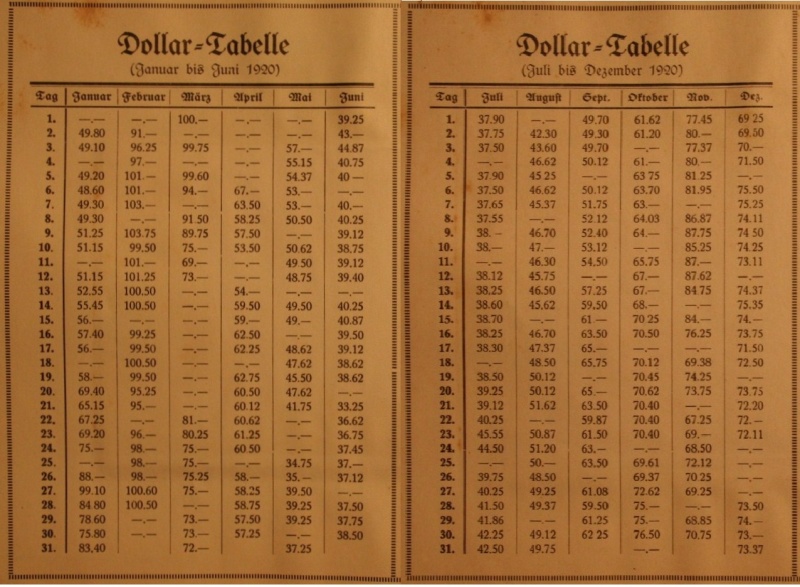 Dollar-Tabelle
(Januar bis Juni 1920)
Tag Januar Februar März April Mai Juni
1. —.— —.— 100,— —.— —.— 39.25
2. 49.80 91.— —.— —.— —.— 43.—
3. 49.10 96.25 99.75 —.— 57.— 44.87
4. —.— 97.— —.— —.— 55.15 40.75
5. 49.20 101.— 99.60 —.— 54.37 40 —
6. 48.60 101.— 94.— 67.— 53.— —.—
7. 49.30 103.— —.— 63.50 53.— 40.—
8. 49.30 —.— 91 50 58.25 50.50 40.25
9. 51.25 103.75 89.75 57.50 —.— 39.12
10. 51.15 99.50 75.— 53.50 50.62 38.75
11. —.— 101.— 69.— —.— 49.50 39.12
12. 51.15 101.25 73.— —.— 48.75 39.40
13. 52.55 100.50 —.— 54.— —.— —.—
14. 55.45 100.50 —.— 59.50 49.50 40.25
15. 56.— —.— —.— 59.— 49.— 40.87
16. 57.40 99.25 —.— 62.50 —.— 39.50
17. 56.— 99.50 —.— 62.25 48.62 39.12
18. —.— 100.50 —.— —.— 47.62 38.62
19. 58.— 99.50 —.— 62.75 45.50 38.62
20. 69.40 95.25 —.— 60.50 47.62 —.—
21. 65.15 95.— —.— 60.12 41.75 33.25
22. 67.25 —.— 81.— 60.62 —.— 36.62
23. 69.20 96.— 80.25 61.25 —.— 36.75
24. 75.— 98.— 75.— 60.50 —.— 37.45
25. —.— 98.— 75.— —.— 34.75 37.—
26. 88.— 98.— 75.25 58.— 35.— 37.12
27. 99.10 100.60 75.— 58.25 39.50 —.—
28. 84.80 100.50 —.— 58.75 39.25 37.50
29. 78.60 —.— 73.— 57.50 39.25 37.75
30. 75.80 —.— 73.— 57.25 —.— 38.50
31. 83,40 72.— 37.25
Dollar-Tabelle
(Juli bis Dezember 1920)
Tag Juli August Sept. Oktober Nov. Dez.
1. 37.90 —.— 49.70 61.62 77.45 69 25
2. 37.75 42.30 49.30 61.20 80.— 69.50
3. 37.50 43.60 49.70 —.— 77.37 70.—
4. —.— 46.62 50.12 61.— 80.— 71.50
5. 37.90 45 25 —.— 63 75 81.25 —.—
6. 37.50 46.62 50.12 63.70 81.95 75.50
7. 37.65 45.37 51.75 63.— —.— 75.25
8. 37.55 —.— 52 12 64.03 86.87 74.11
9. 38. - 46.70 52.40 64.— 87.75 74 50
10. 38,— 47.— 53.12 —.— 85.25 74.25
11. —.— 46.30 54,50 65.75 87.— 73.11
12. 38.12 45.75 —.— 67.— 87.62 —.—
13. 38.25 46.50 57.25 67.— 84.75 74.37
14. 38.60 45.62 59.50 68.— —.— 75.35
15. 38.70 —.— 61 — 70 25 84.— 74.—
16. 38.25 46.70 63.50 70.50 76.25 73.75
17. 38.30 47.37 65.— —.— —.— 71.50
18. —.— 48.50 65.75 70.12 69.38 72.50
19. 38.50 50.12 —.— 70.45 74.25 —.—
20. 39.25 50.12 65.— 70.62 73.75 73.75
21. 39.12 51.62 63.50 70.40 —.— 72.20
22. 40.25 —.— 59.87 70.40 67.25 72.—
23. 45.55 50.87 61.50 70.40 69.— 72.11
24. 44.50 51.20 63.— —.— 68.50 —.—
25. —.— 50.— 63.50 69.61 72.12 —.—
26. 39.75 48.50 —.— 69.37 70 25 —.—
27. 40.25 49.25 61.08 72.62 69.25 —.—
28. 41.50 49.37 59.50 75.— —.— 73.50
29. 41.86 —.— 61.25 75.— 68.85 74.—
30. 42.25 49.12 62 25 76.50 70.75 73.—
31. 42.50 49.75 —.— 73.37